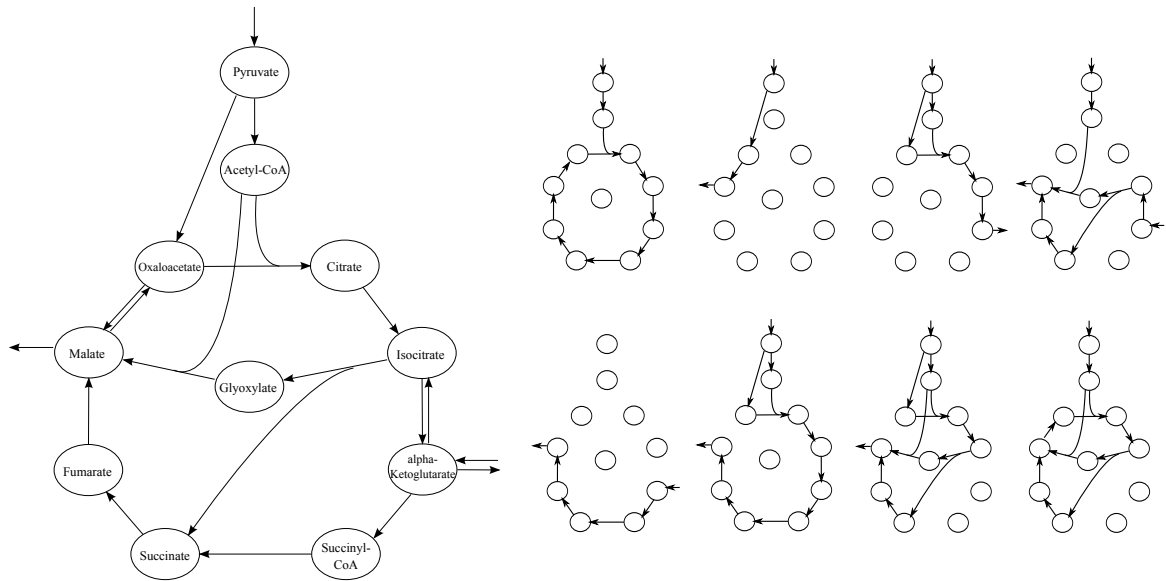 Pyruvate
Acetyl-CoA
Oxaloacetate
Citrate
Malate
Isocitrate
Glyoxylate
Fumarate
alpha-
Ketoglutarate
Succinate
Succinyl-
CoA